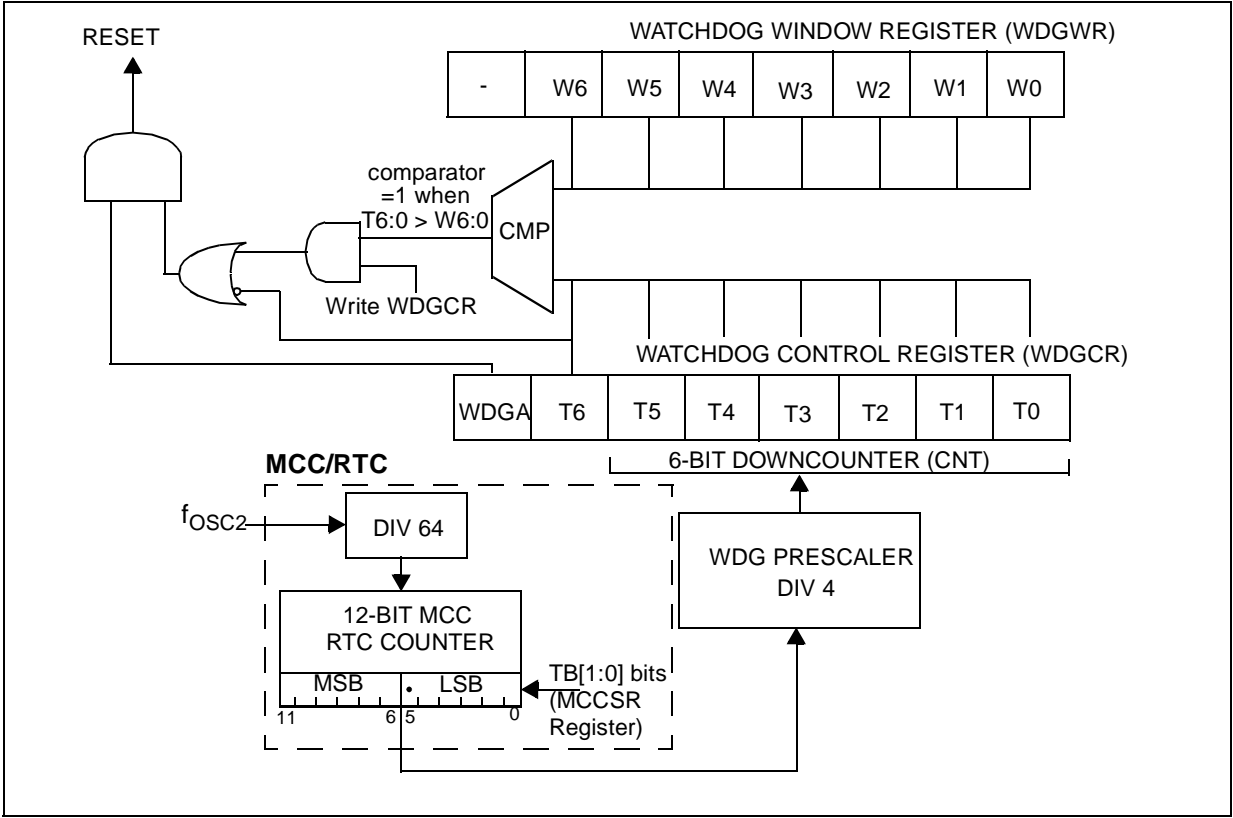 RESET
WATCHDOG WINDOW REGISTER (WDGWR)
- W6 W5 W4 W3 W2 W1 W0
comparator
=1 when
T6:0 > W6:0
CMP
Write WDGCR
WATCHDOG CONTROL REGISTER (WDGCR)
WDGA T6 T5 T4 T3 T2 T1 T0
6-BIT DOWNCOUNTER (CNT)
MCC/RTC
fOSC2
DIV 64
WDG PRESCALER
DIV 4
12-BIT MCC
RTC COUNTER
MSB LSB
11 6 5 0
TB[1:0] bits
(MCCSR
Register)